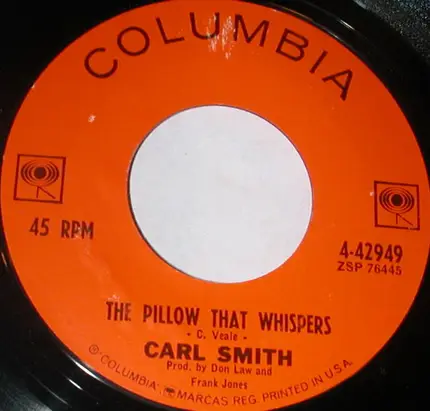 COLUMBIA
45 RPM
4-42949
ZSP 76445
THE PILLOW THAT WHISPERS
- C. Veale -
CARL SMITH
Prod. by Don Law and
Frank Jones
® "COLUMBIA" MARCAS REG. PRINTED IN U.S.A.